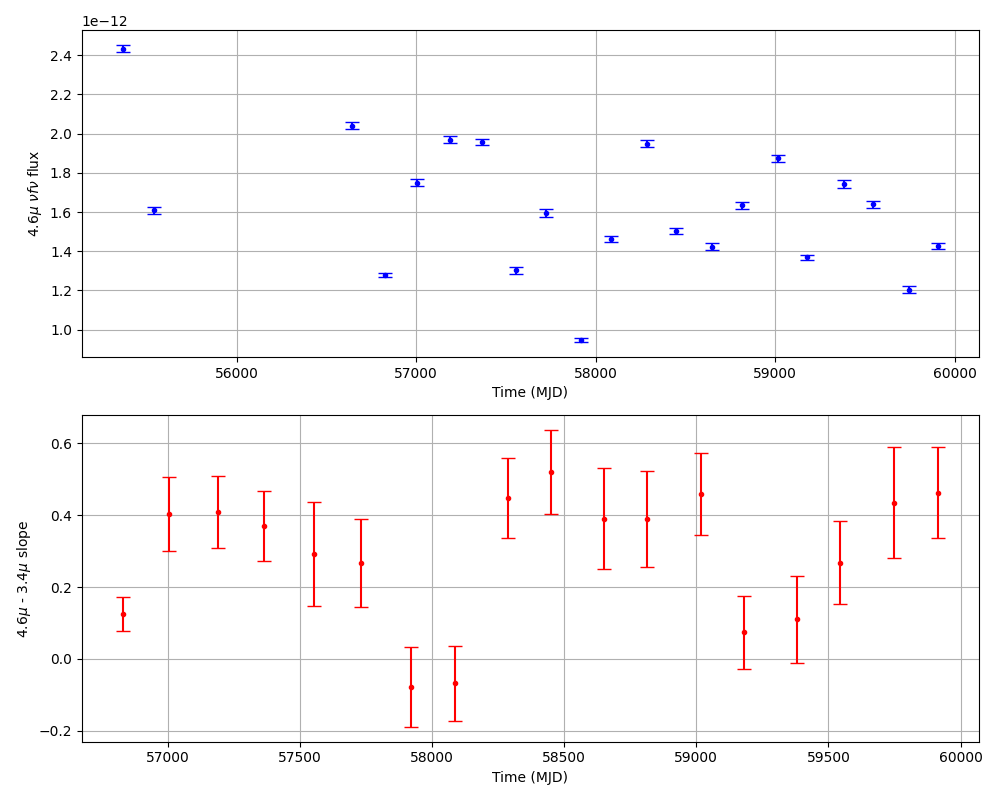 1e−12
2.4
2.2
2.0
1.8
1.6
1.4
1.2
1.0
4.6μ νfν flux
56000 57000 58000 59000 60000
Time (MJD)
0.6
0.4
0.2
0.0
−0.2
4.6μ - 3.4μ slope
57000 57500 58000 58500 59000 59500 60000
Time (MJD)